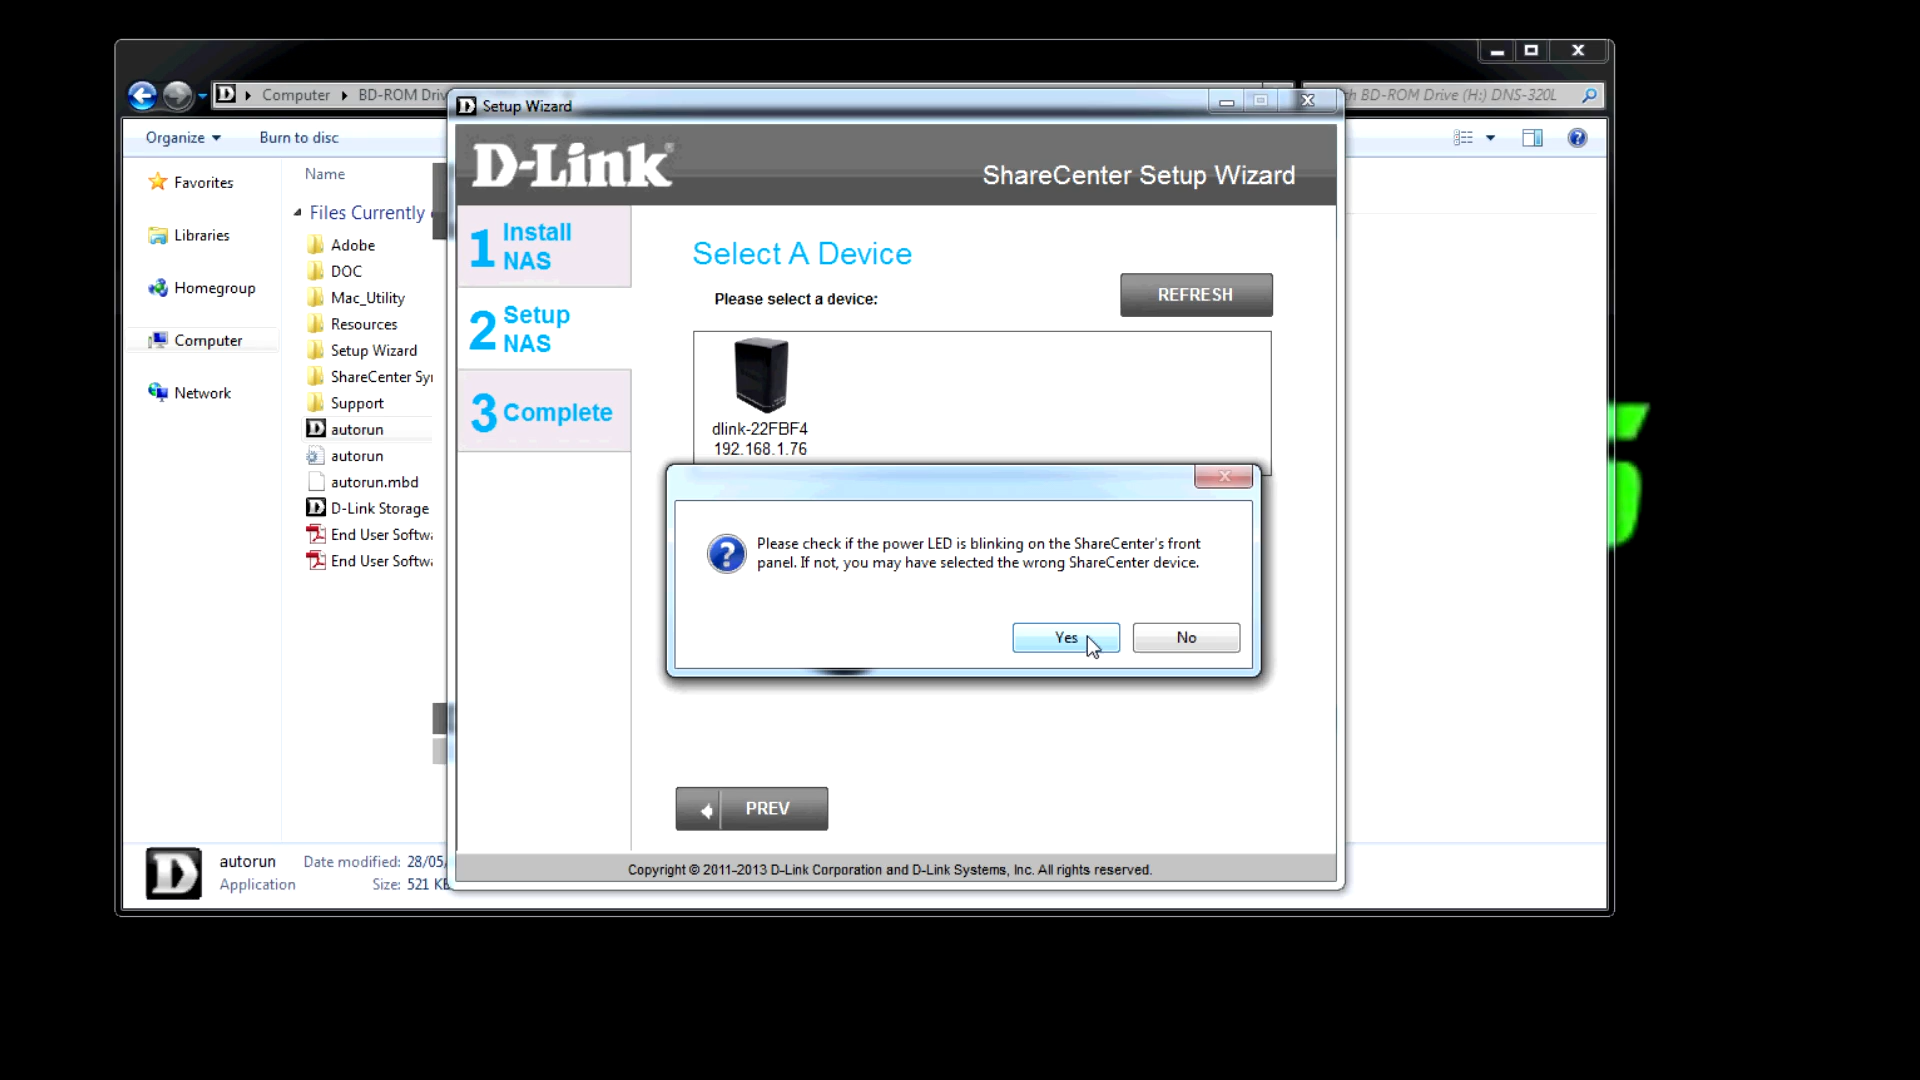 Computer
BD-ROM Driv
BD-ROM Drive (H:) DNS-320L
Organize
Burn to disc
Favorites
Libraries
Homegroup
Computer
Network
Name
Files Currently
Adobe
DOC
Mac_Utility
Resources
Setup Wizard
ShareCenter Syn
Support
autorun
autorun
autorun.mbd
D-Link Storage
End User Softwa
End User Softwa
autorun
Application
Date modified: 28/05/
Size: 521 KB
Setup Wizard
D-Link®
ShareCenter Setup Wizard
1 Install
NAS
2 Setup
NAS
3 Complete
Select A Device
Please select a device:
REFRESH
dlink-22FBF4
192.168.1.76
Please check if the power LED is blinking on the ShareCenter's front
panel. If not, you may have selected the wrong ShareCenter device.
Yes
No
PREV
Copyright © 2011-2013 D-Link Corporation and D-Link Systems, Inc. All rights reserved.